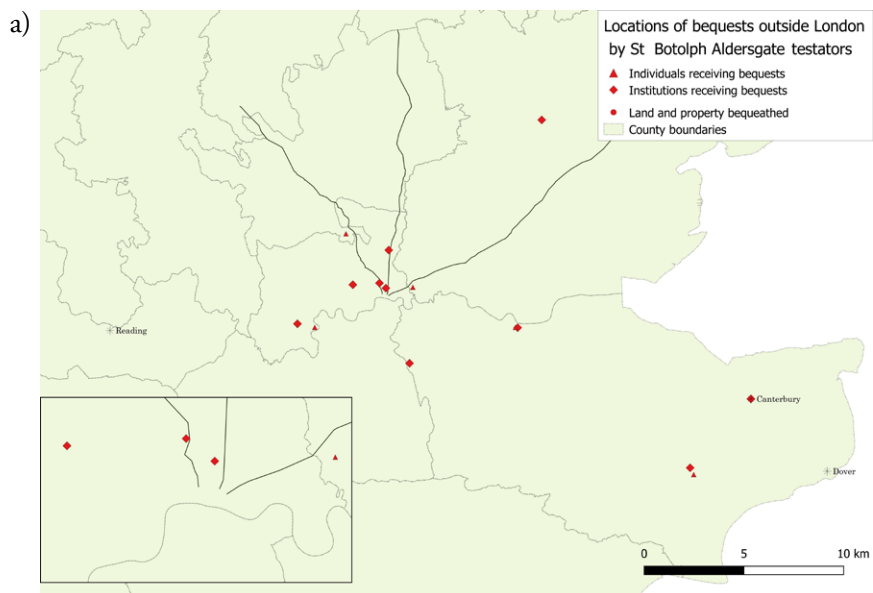 a)
Locations of bequests outside London
by St Botolph Aldersgate testators
Individuals receiving bequests
Institutions receiving bequests
Land and property bequeathed
County boundaries
Reading
Canterbury
Dover
0 5 10 km